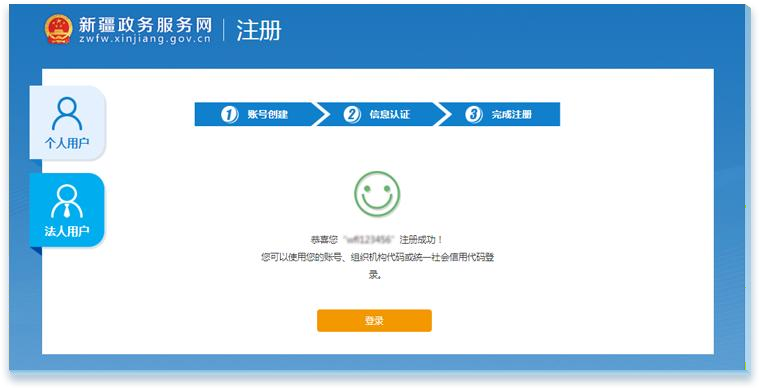 新疆政务服务网
zwfw.xinjiang.gov.cn
注册
个人用户
法人用户
1 账号创建
2 信息认证
3 完成注册
恭喜您 "wfl123456" 注册成功！
您可以使用您的账号、组织机构代码或统一社会信用代码登
录。
登录